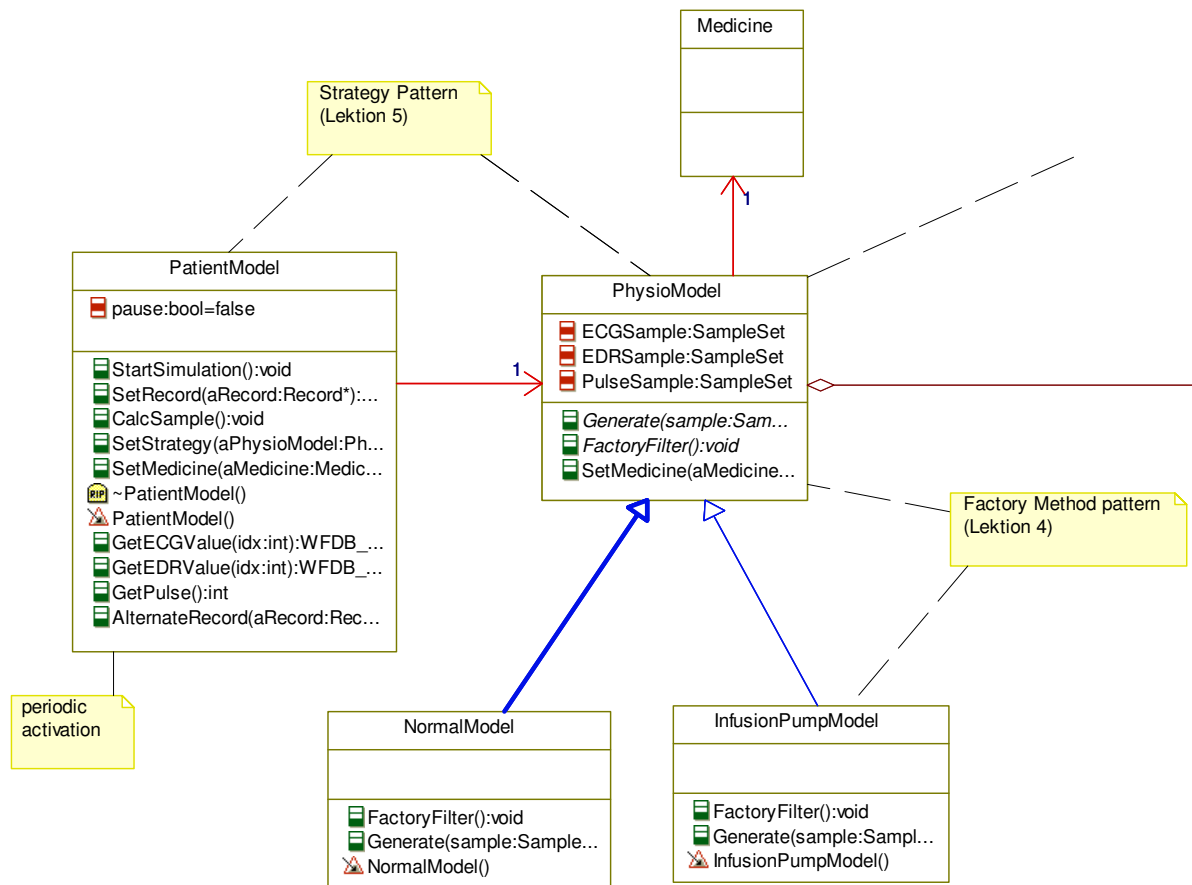 Medicine
Strategy Pattern
(Lektion 5)
1
PatientModel
pause:bool=false
StartSimulation():void
SetRecord(aRecord:Record*):...
CalcSample():void
SetStrategy(aPhysioModel:Ph...
SetMedicine(aMedicine:Medic...
RIP ~PatientModel()
PatientModel()
GetECGValue(idx:int):WFDB_...
GetEDRValue(idx:int):WFDB_...
GetPulse():int
AlternateRecord(aRecord:Rec...
1
PhysioModel
ECGSample:SampleSet
EDRSample:SampleSet
PulseSample:SampleSet
Generate(sample:Sam...
FactoryFilter():void
SetMedicine(aMedicine...
Factory Method pattern
(Lektion 4)
periodic
activation
NormalModel
FactoryFilter():void
Generate(sample:Sample...
NormalModel()
InfusionPumpModel
FactoryFilter():void
Generate(sample:Sampl...
InfusionPumpModel()